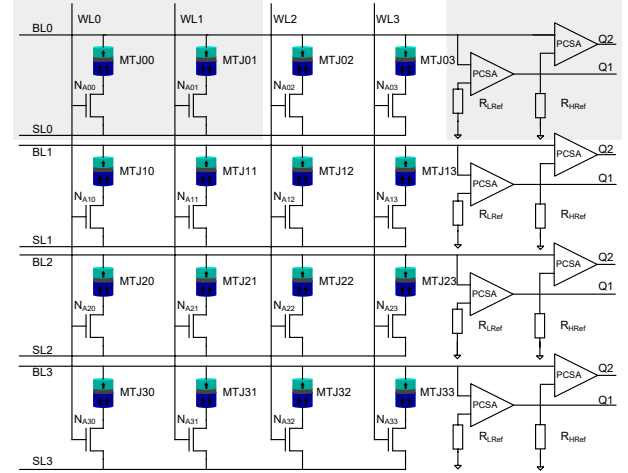 WL0 WL1 WL2 WL3
BL0 PCSA Q2
MTJ00 MTJ01 MTJ02 MTJ03 PCSA Q1
NA00 NA01 NA02 NA03 RLRef RHRef
SL0
BL1 PCSA Q2
MTJ10 MTJ11 MTJ12 MTJ13 PCSA Q1
NA10 NA11 NA12 NA13 RLRef RHRef
SL1
BL2 PCSA Q2
MTJ20 MTJ21 MTJ22 MTJ23 PCSA Q1
NA20 NA21 NA22 NA23 RLRef RHRef
SL2
BL3 PCSA Q2
MTJ30 MTJ31 MTJ32 MTJ33 PCSA Q1
NA30 NA31 NA32 NA33 RLRef RHRef
SL3